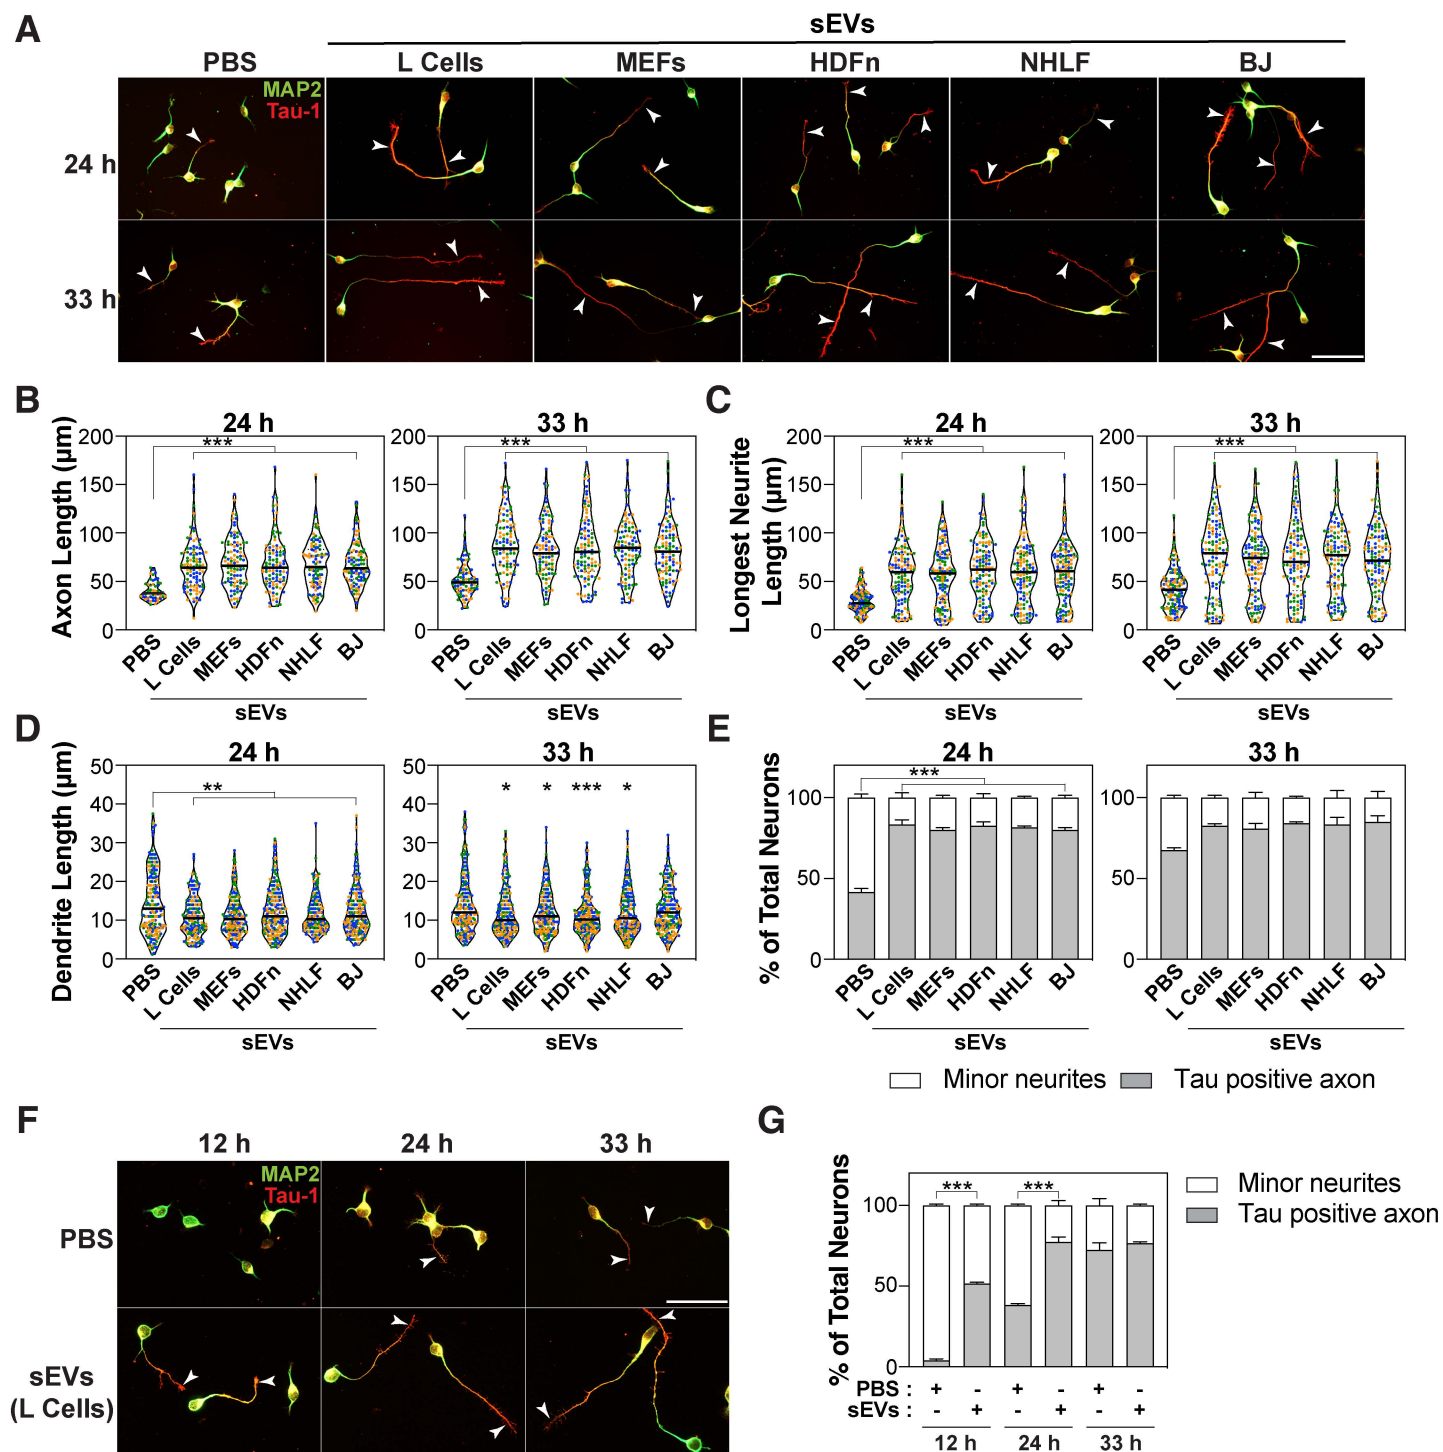 A
sEVs
PBS L Cells MEFs HDFn NHLF BJ
MAP2
Tau-1
24 h
33 h
B
24 h 33 h
Axon Length (µm)
200
150
100
50
0
200
150
100
50
0
***
***
PBS L Cells MEFs HDFn NHLF BJ
PBS L Cells MEFs HDFn NHLF BJ
sEVs
sEVs
C
24 h 33 h
Longest Neurite
Length (µm)
200
150
100
50
0
200
150
100
50
0
***
***
PBS L Cells MEFs HDFn NHLF BJ
PBS L Cells MEFs HDFn NHLF BJ
sEVs
sEVs
D
24 h 33 h
Dendrite Length (µm)
50
40
30
20
10
0
50
40
30
20
10
0
**
* * *** *
PBS L Cells MEFs HDFn NHLF BJ
PBS L Cells MEFs HDFn NHLF BJ
sEVs
sEVs
E
24 h 33 h
% of Total Neurons
100
50
0
100
50
0
***
PBS L Cells MEFs HDFn NHLF BJ
PBS L Cells MEFs HDFn NHLF BJ
sEVs
sEVs
Minor neurites Tau positive axon
F
12 h 24 h 33 h
MAP2
Tau-1
PBS
sEVs
(L Cells)
G
% of Total Neurons
100
50
0
*** ***
Minor neurites
Tau positive axon
PBS : + - + - + -
sEVs : - + - + - +
12 h 24 h 33 h